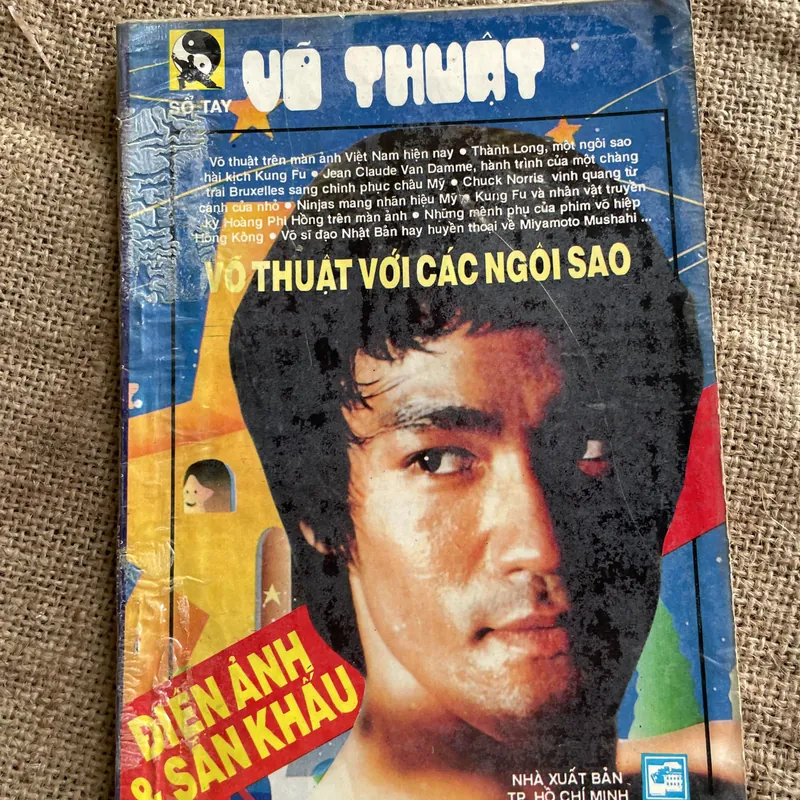 SỔ TAY VÕ THUẬT
Võ thuật trên màn ảnh Việt Nam hiện nay • Thành Long, một ngôi sao
hài kịch Kung Fu • Jean Claude Van Damme, hành trình của một chàng
trai Bruxelles sang chinh phục châu Mỹ • Chuck Norris vinh quang từ
cánh cửa nhỏ • Ninjas mang nhãn hiệu Mỹ • Kung Fu và nhân vật truyền
kỳ Hoàng Phi Hồng trên màn ảnh • Những mệnh phụ của phim võ hiệp
Hồng Kông • Võ sĩ đạo Nhật Bản hay huyền thoại về Miyamoto Mushahi ...
VÕ THUẬT VỚI CÁC NGÔI SAO
ĐIỆN ẢNH
& SÂN KHẤU
NHÀ XUẤT BẢN
TP. HỒ CHÍ MINH